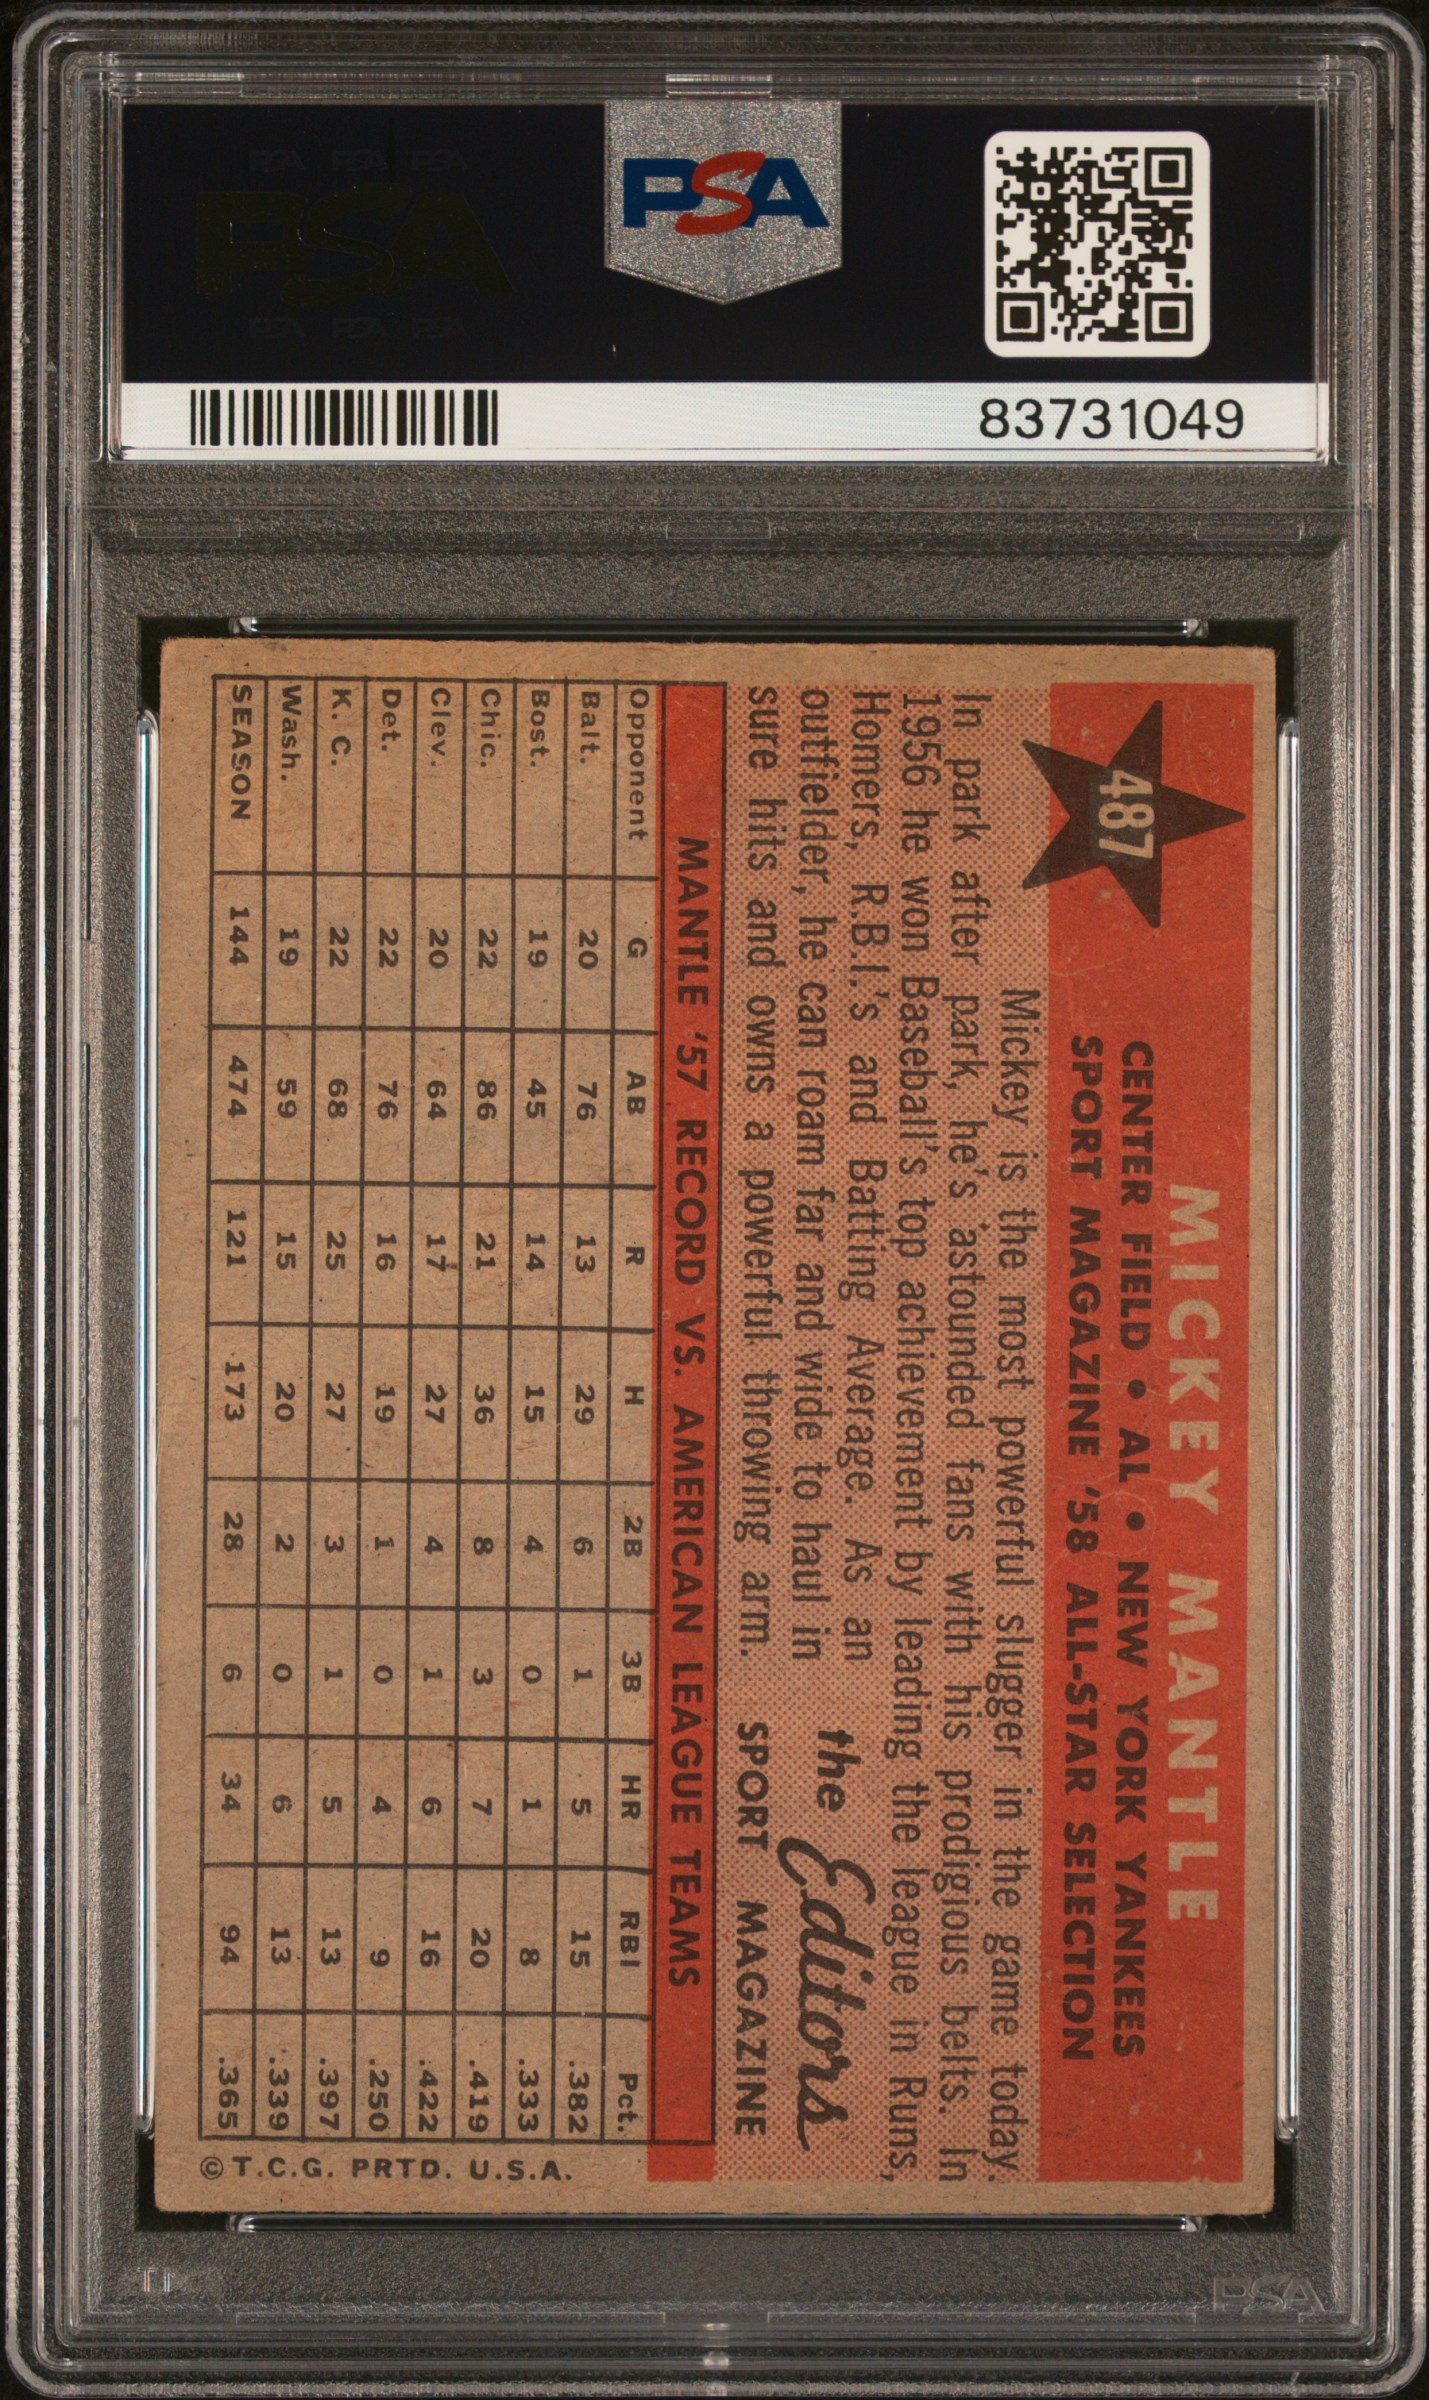 PSA
PSA PSA PSA
PSA
PSA PSA PSA
83731049
487
MICKEY MANTLE
CENTER FIELD • AL • NEW YORK YANKEES
SPORT MAGAZINE '58 ALL-STAR SELECTION
Mickey is the most powerful slugger in the game today.
In park after park, he's astounded fans with his prodigious belts. In
1956 he won Baseball's top achievement by leading the league in Runs,
Homers, R.B.I.'s and Batting Average. As an
outfielder, he can roam far and wide to haul in
sure hits and owns a powerful throwing arm.
the Editors
SPORT MAGAZINE
MANTLE '57 RECORD VS. AMERICAN LEAGUE TEAMS
Opponent G AB R H 2B 3B HR RBI Pct.
Balt. 20 76 13 29 6 1 5 15 .382
Bost. 19 45 14 15 4 0 1 8 .333
Chic. 22 86 21 36 8 3 7 20 .419
Clev. 20 64 17 27 4 1 6 16 .422
Det. 22 76 16 19 1 0 4 9 .250
K. C. 22 68 25 27 3 1 5 13 .397
Wash. 19 59 15 20 2 0 6 13 .339
SEASON 144 474 121 173 28 6 34 94 .365
© T.C.G. PRTD. U.S.A.
PSA